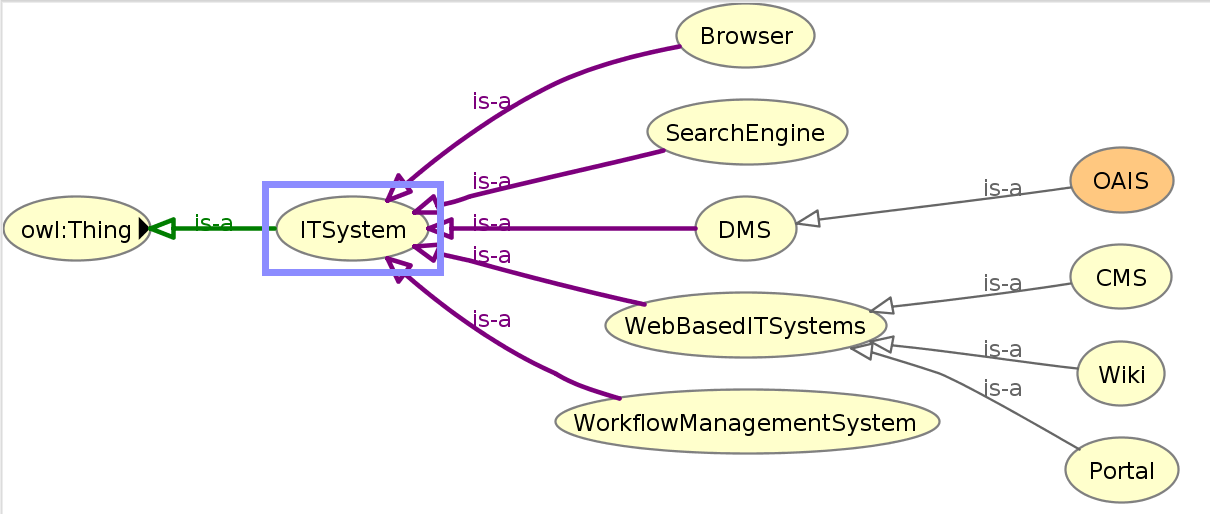 Browser
is-a
SearchEngine
is-a
OAIS
is-a
owl:Thing
is-a
ITSystem
is-a
DMS
is-a
CMS
is-a
WebBasedITSystems
is-a
is-a
Wiki
is-a
WorkflowManagementSystem
Portal